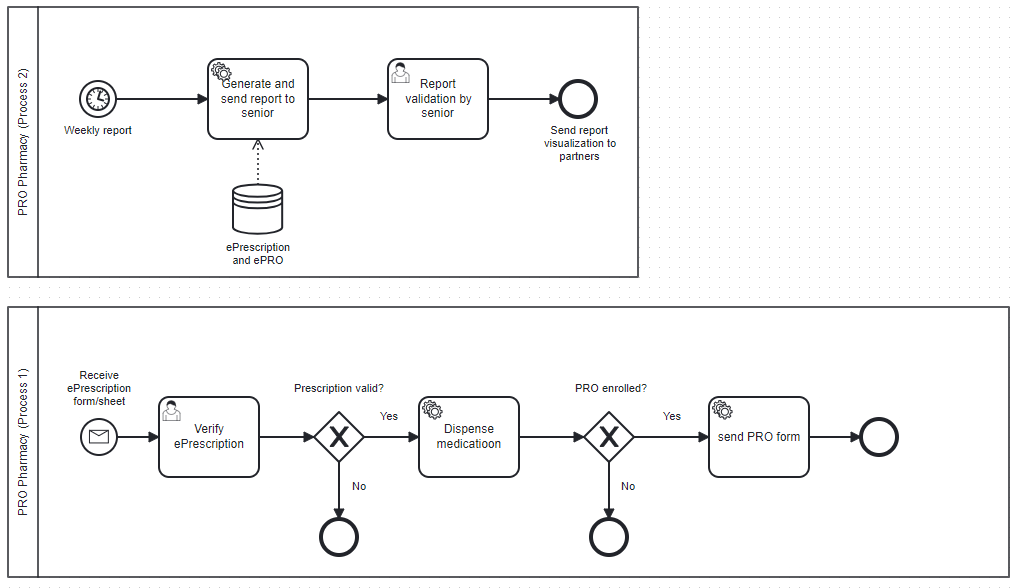 PRO Pharmacy (Process 2)
Weekly report
Generate and
send report to
senior
Report
validation by
senior
Send report
visualization to
partners
ePrescription
and ePRO
PRO Pharmacy (Process 1)
Receive
ePrescription
form/sheet
Verify
ePrescription
Prescription valid?
Yes
No
Dispense
medicatioon
PRO enrolled?
Yes
No
send PRO form